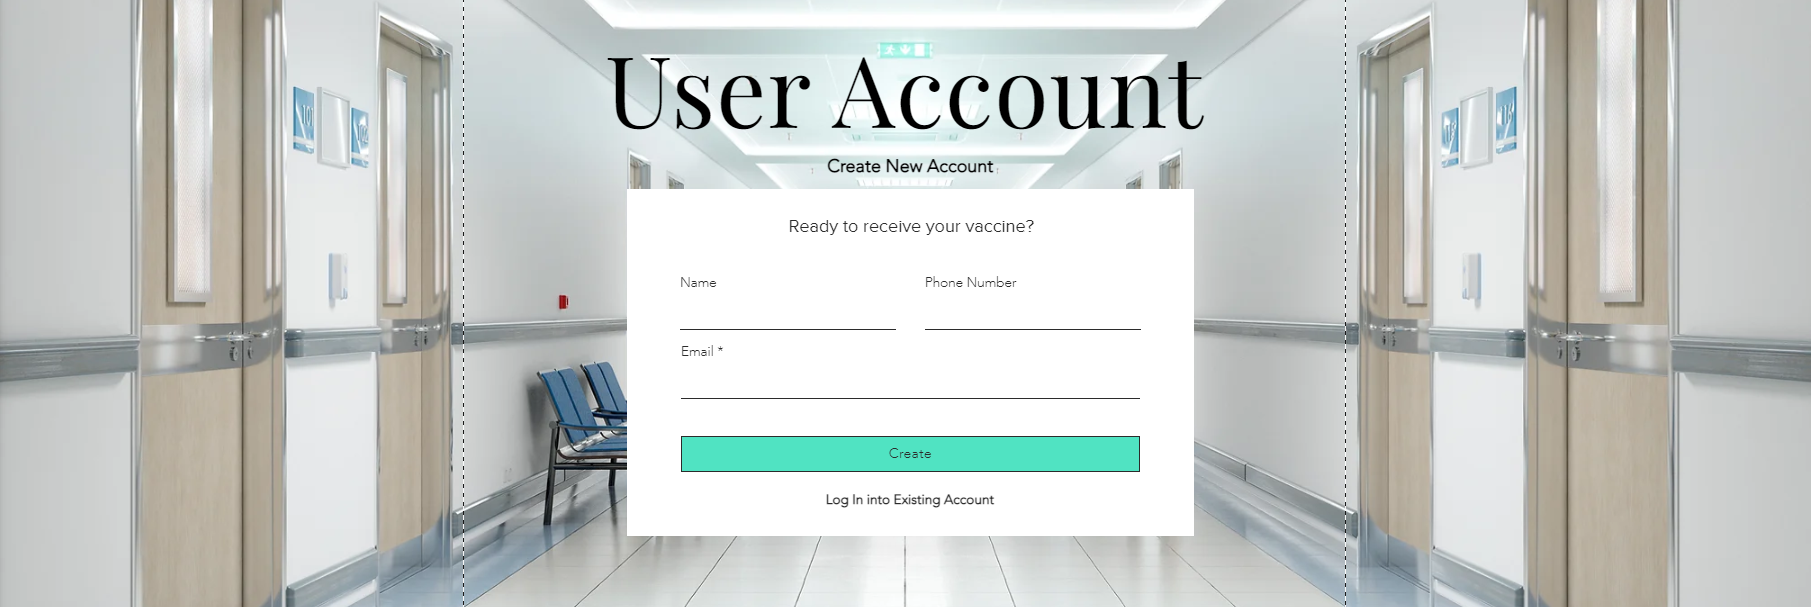 User Account
Create New Account
Ready to receive your vaccine?
Name
Phone Number
Email *
Create
Log In into Existing Account